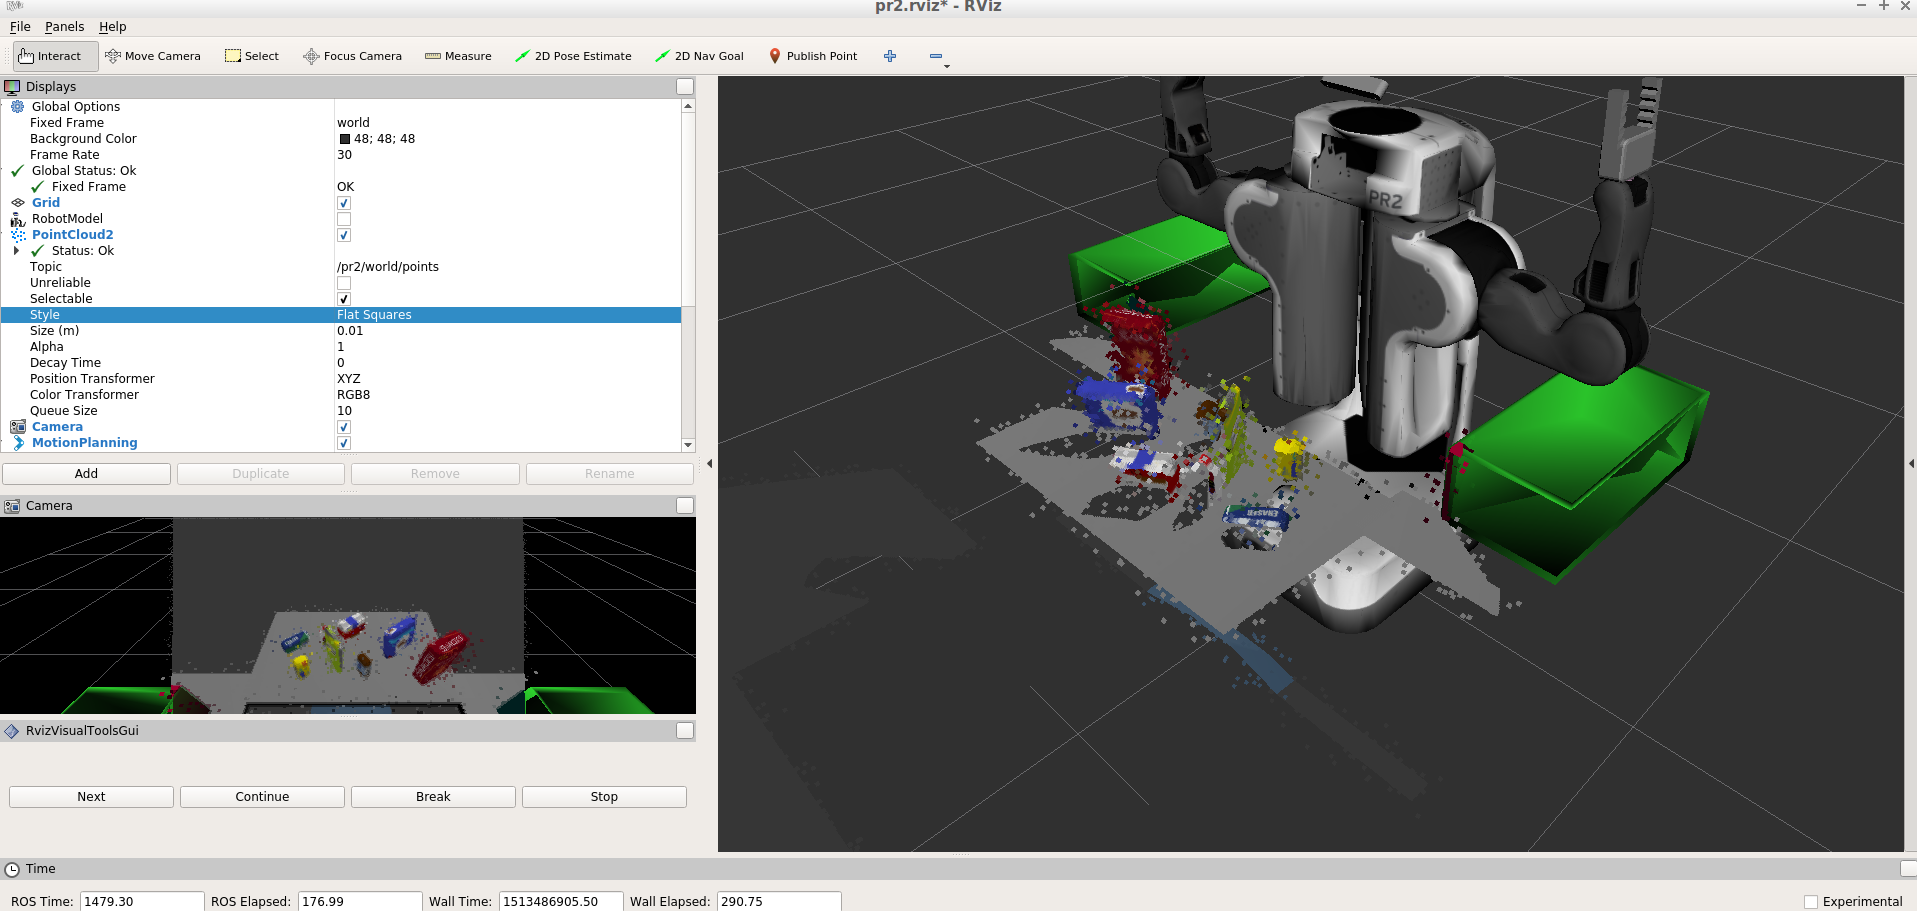 pr2.rviz* - RViz
File Panels Help
Interact Move Camera Select Focus Camera Measure 2D Pose Estimate 2D Nav Goal Publish Point
Displays
Global Options
Fixed Frame world
Background Color 48; 48; 48
Frame Rate 30
Global Status: Ok
Fixed Frame OK
Grid
RobotModel
PointCloud2
Status: Ok
Topic /pr2/world/points
Unreliable
Selectable
Style Flat Squares
Size (m) 0.01
Alpha 1
Decay Time 0
Position Transformer XYZ
Color Transformer RGB8
Queue Size 10
Camera
MotionPlanning
Add Duplicate Remove Rename
Camera
RvizVisualToolsGui
Next Continue Break Stop
PR2
ERASER
Time
ROS Time: 1479.30 ROS Elapsed: 176.99 Wall Time: 1513486905.50 Wall Elapsed: 290.75 Experimental